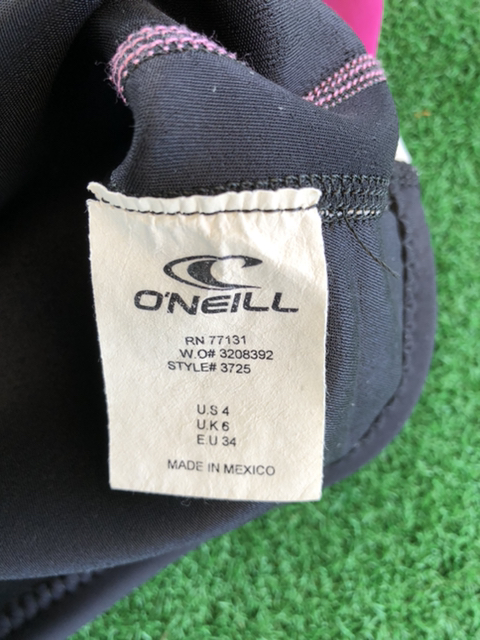 O'NEILL
RN 77131
W.O# 3208392
STYLE# 3725
U.S 4
U.K 6
E.U 34
MADE IN MEXICO